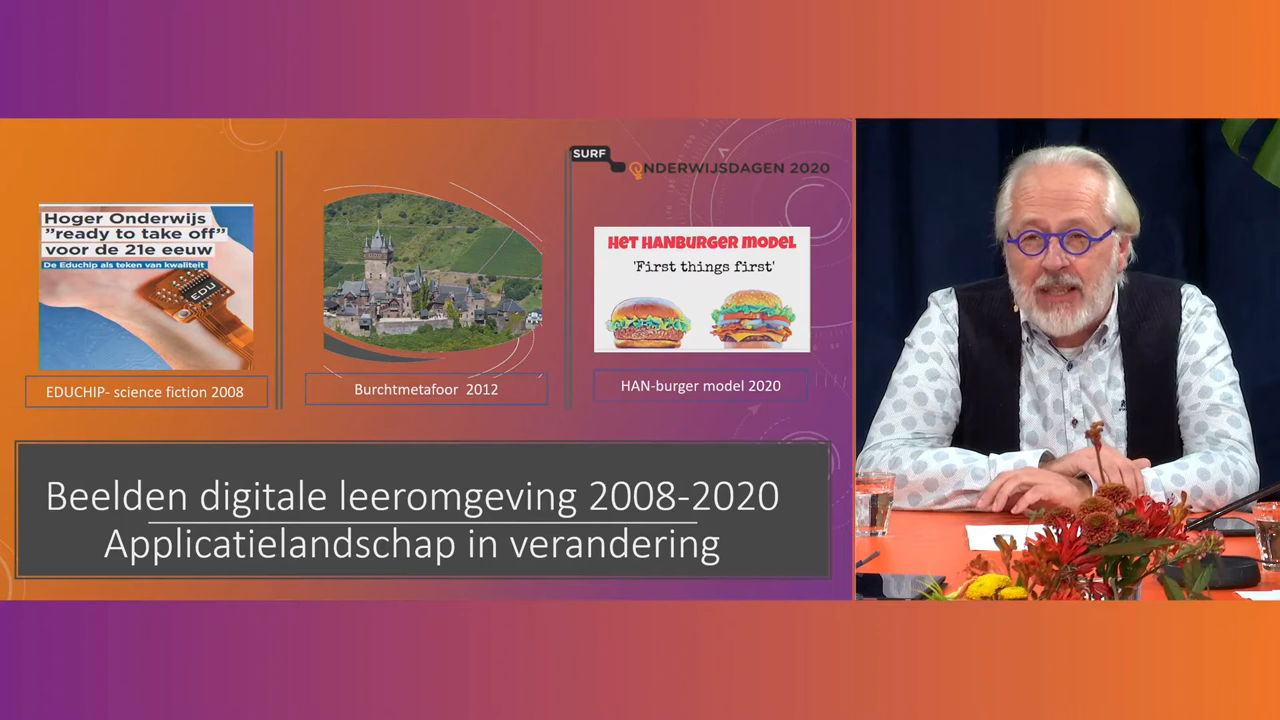 SURF
ONDERWIJSDAGEN 2020
Hoger Onderwijs
”ready to take off”
voor de 21e eeuw
De Educhip als teken van kwaliteit
EDU
EDUCHIP- science fiction 2008
Burchtmetafoor 2012
HET HANBURGER MODEL
'First things first'
HAN-burger model 2020
Beelden digitale leeromgeving 2008-2020
Applicatielandschap in verandering